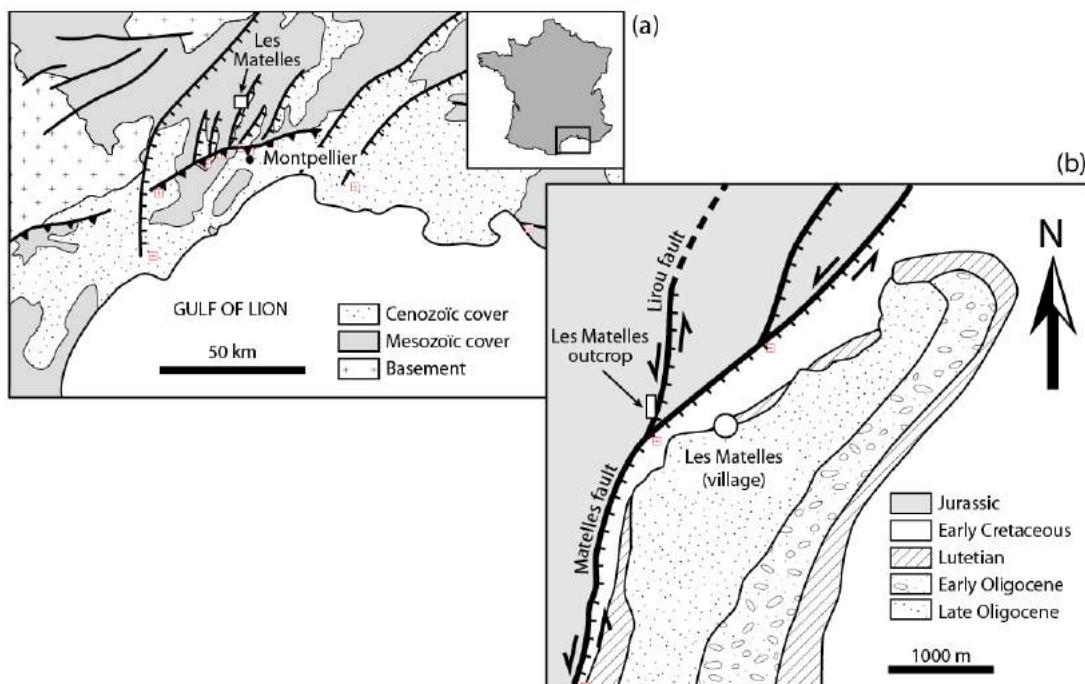 (a)
Les
Matelles
Montpellier
GULF OF LION
50 km
Cenozoïc cover
Mesozoïc cover
Basement
(b)
N
Lirou fault
Les Matelles
outcrop
Les Matelles
(village)
Matelles fault
Jurassic
Early Cretaceous
Lutetian
Early Oligocene
Late Oligocene
1000 m